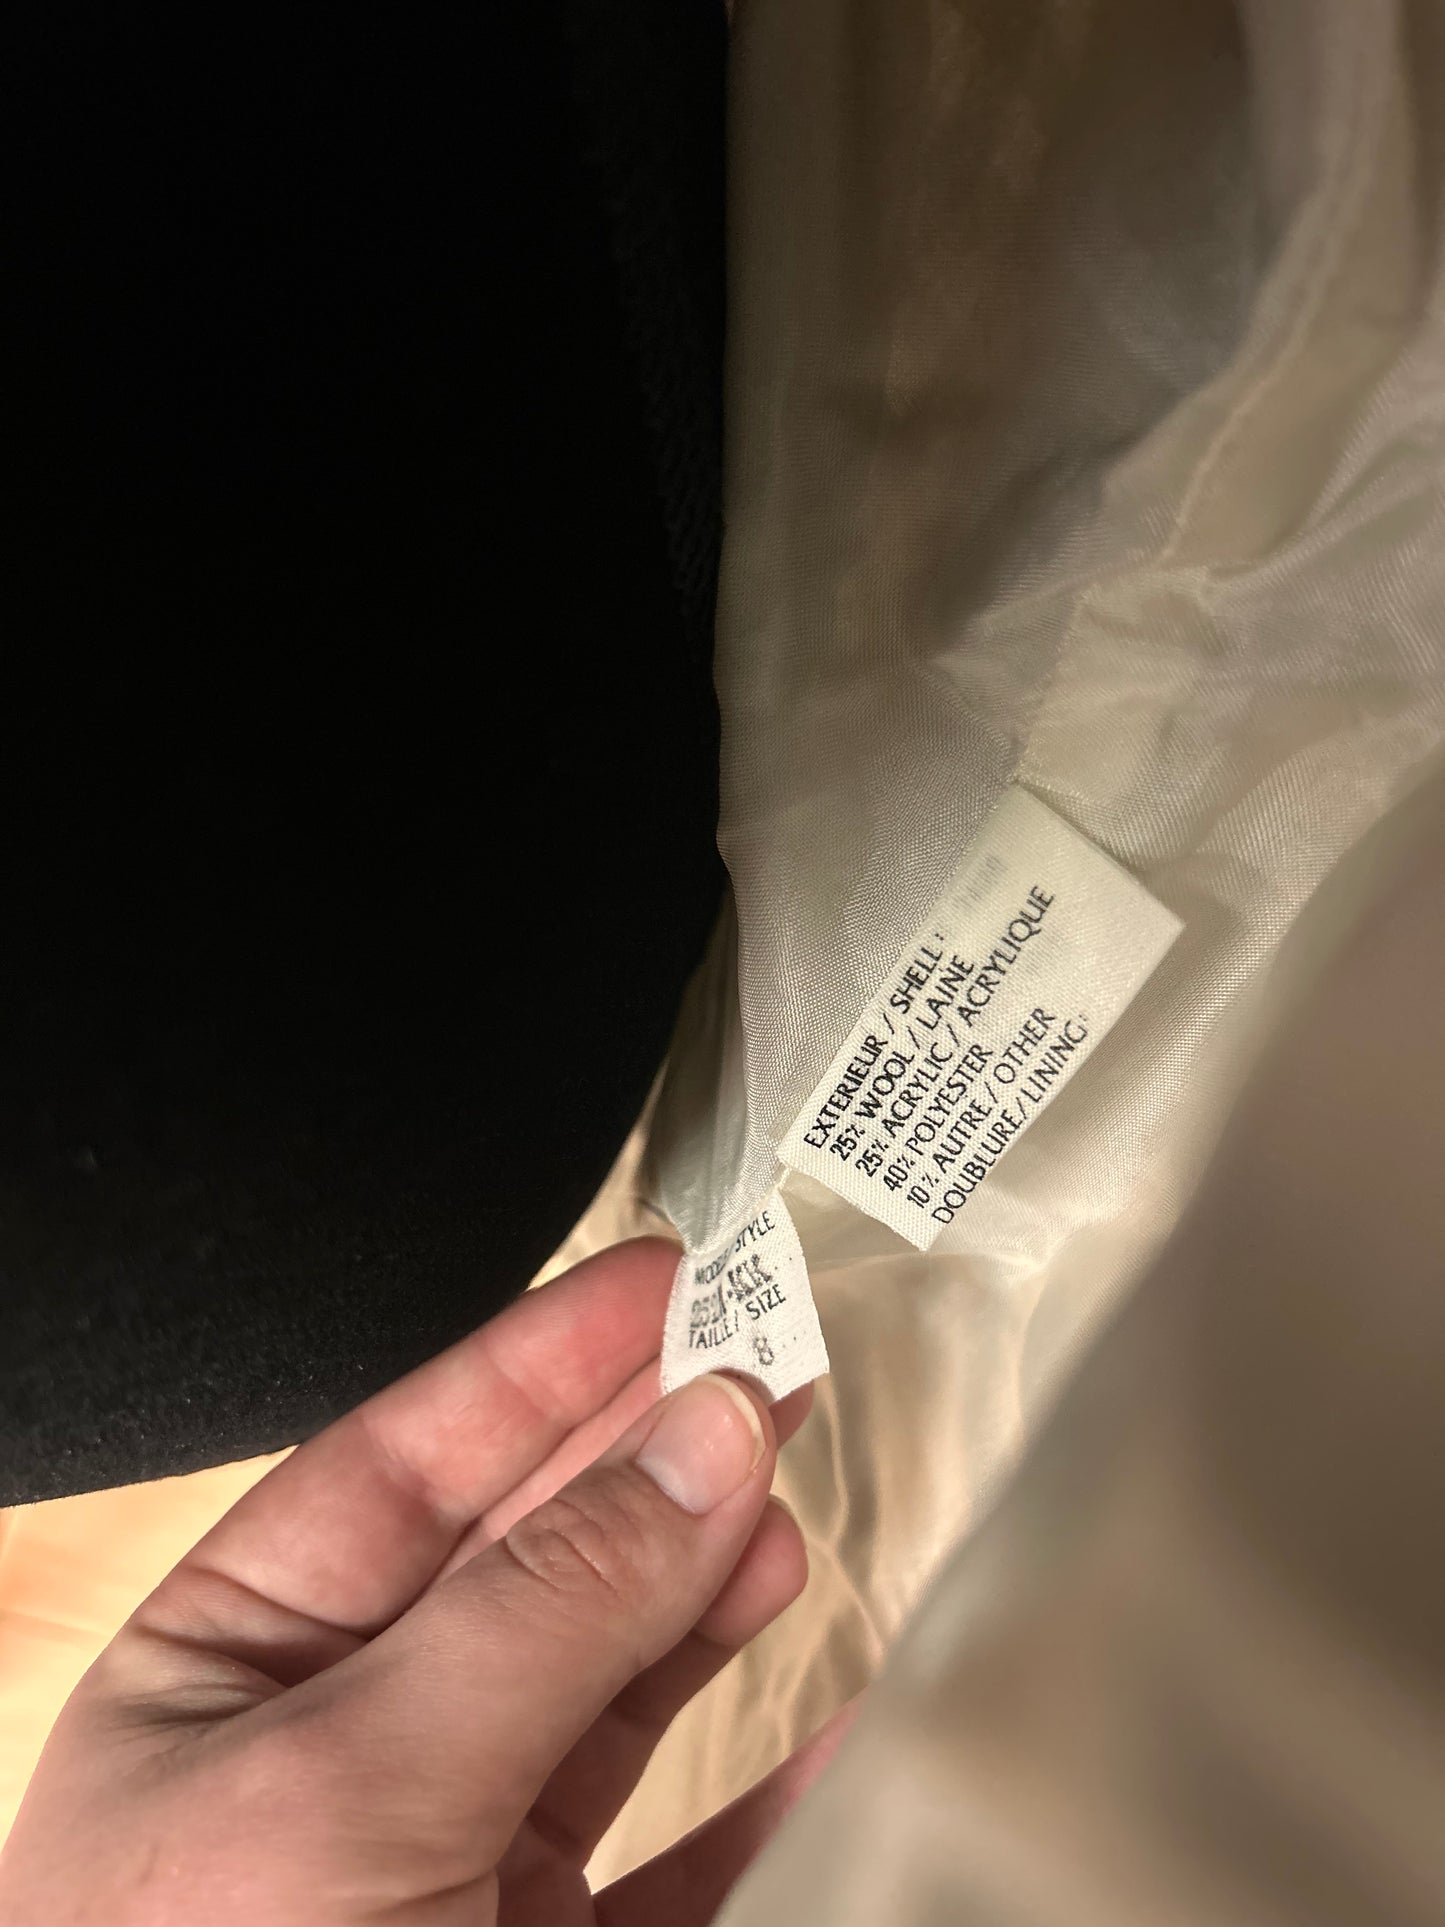 EXTERIEUR / SHELL:
25% WOOL / LAINE
25% ACRYLIC / ACRYLIQUE
40% POLYESTER
10% AUTRE / OTHER
DOUBLURE / LINING:
STYLE
TAILLE / SIZE
8